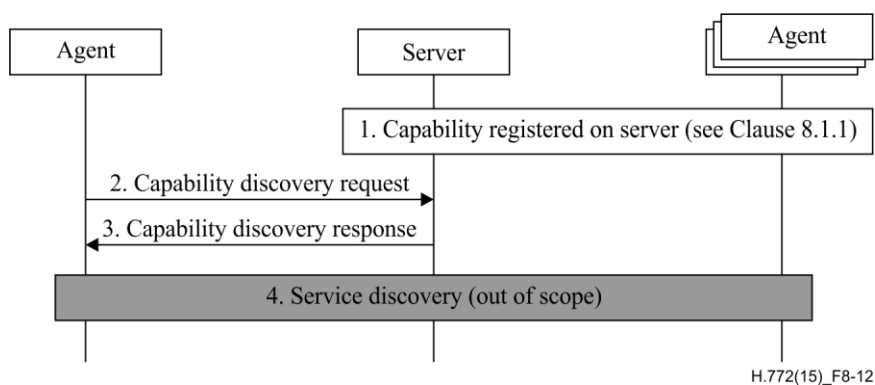 Agent
Server
Agent
1. Capability registered on server (see Clause 8.1.1)
2. Capability discovery request
3. Capability discovery response
4. Service discovery (out of scope)
H.772(15)_F8-12